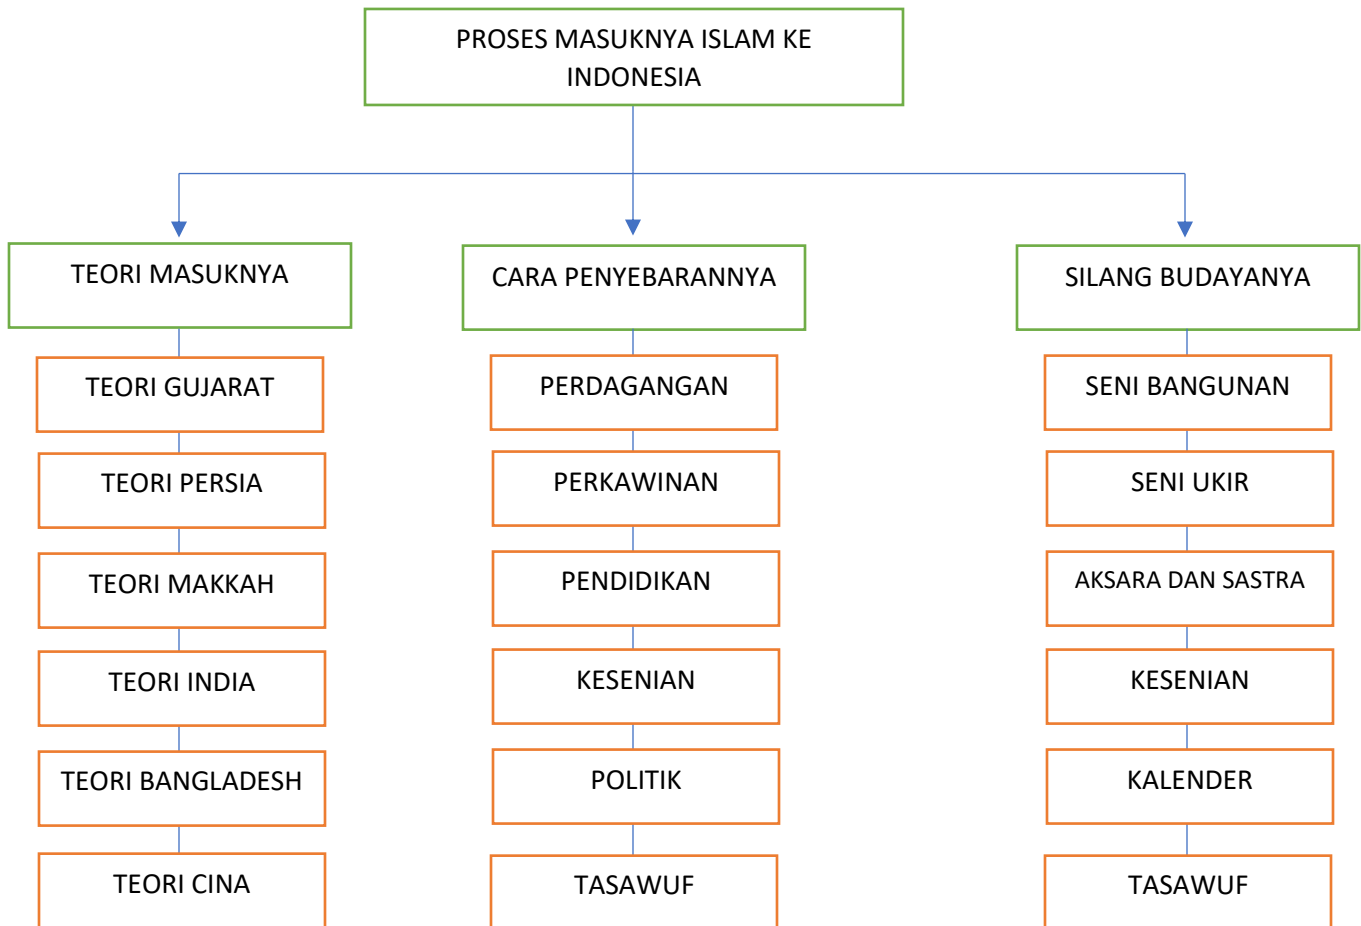 PROSES MASUKNYA ISLAM KE
INDONESIA
TEORI MASUKNYA
TEORI GUJARAT
TEORI PERSIA
TEORI MAKKAH
TEORI INDIA
TEORI BANGLADESH
TEORI CINA
CARA PENYEBARANNYA
PERDAGANGAN
PERKAWINAN
PENDIDIKAN
KESENIAN
POLITIK
TASAWUF
SILANG BUDAYANYA
SENI BANGUNAN
SENI UKIR
AKSARA DAN SASTRA
KESENIAN
KALENDER
TASAWUF